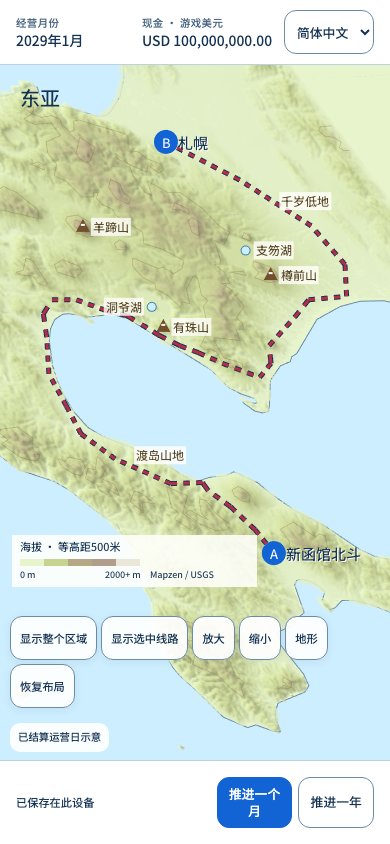 经营月份
2029年1月
现金 · 游戏美元
USD 100,000,000.00
简体中文
东亚
B 札幌
千岁低地
羊蹄山
支笏湖
樽前山
洞爷湖
有珠山
渡岛山地
海拔 · 等高距500米
0 m 2000+ m Mapzen / USGS
A 新函馆北斗
显示整个区域
显示选中线路
放大
缩小
地形
恢复布局
已结算运营日示意
已保存在此设备
推进一个
月
推进一年